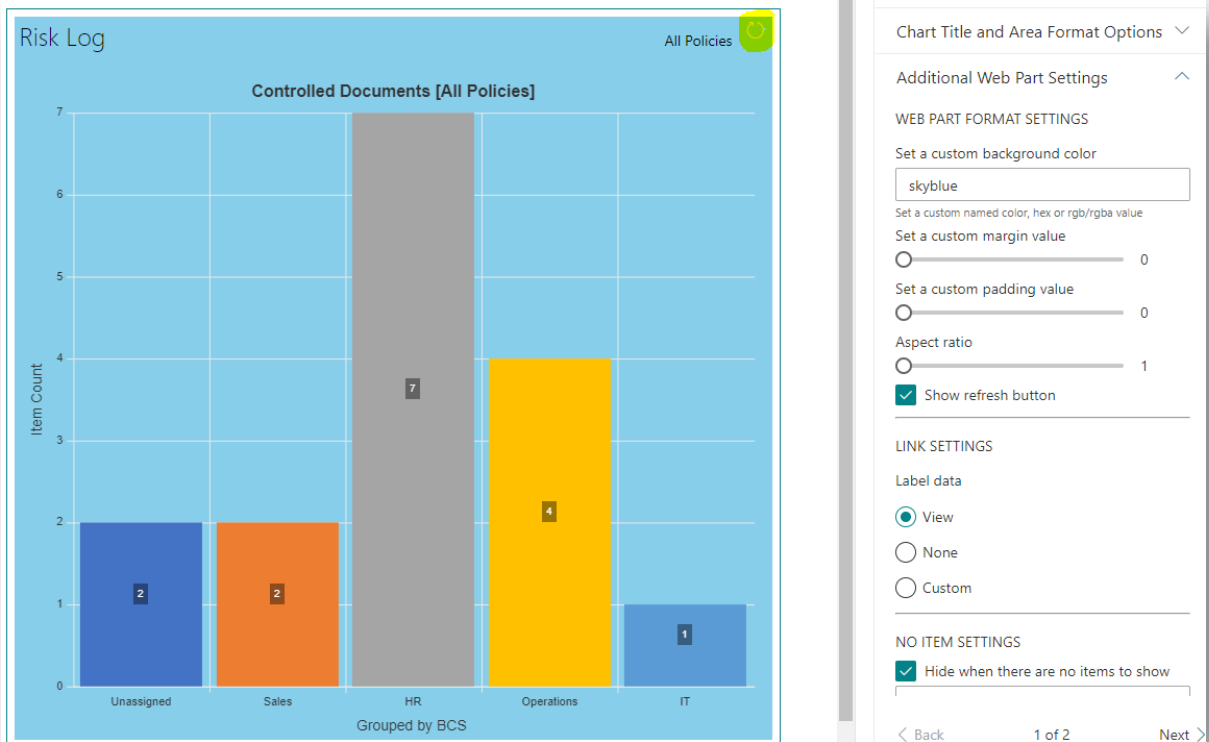 Risk Log
All Policies
Controlled Documents [All Policies]
7
6
5
4
3
2
1
0
Item Count
2
2
7
4
1
Unassigned
Sales
HR
Operations
IT
Grouped by BCS
Chart Title and Area Format Options
Additional Web Part Settings
WEB PART FORMAT SETTINGS
Set a custom background color
skyblue
Set a custom named color, hex or rgb/rgba value
Set a custom margin value
0
Set a custom padding value
0
Aspect ratio
1
Show refresh button
LINK SETTINGS
Label data
View
None
Custom
NO ITEM SETTINGS
Hide when there are no items to show
Back
1 of 2
Next